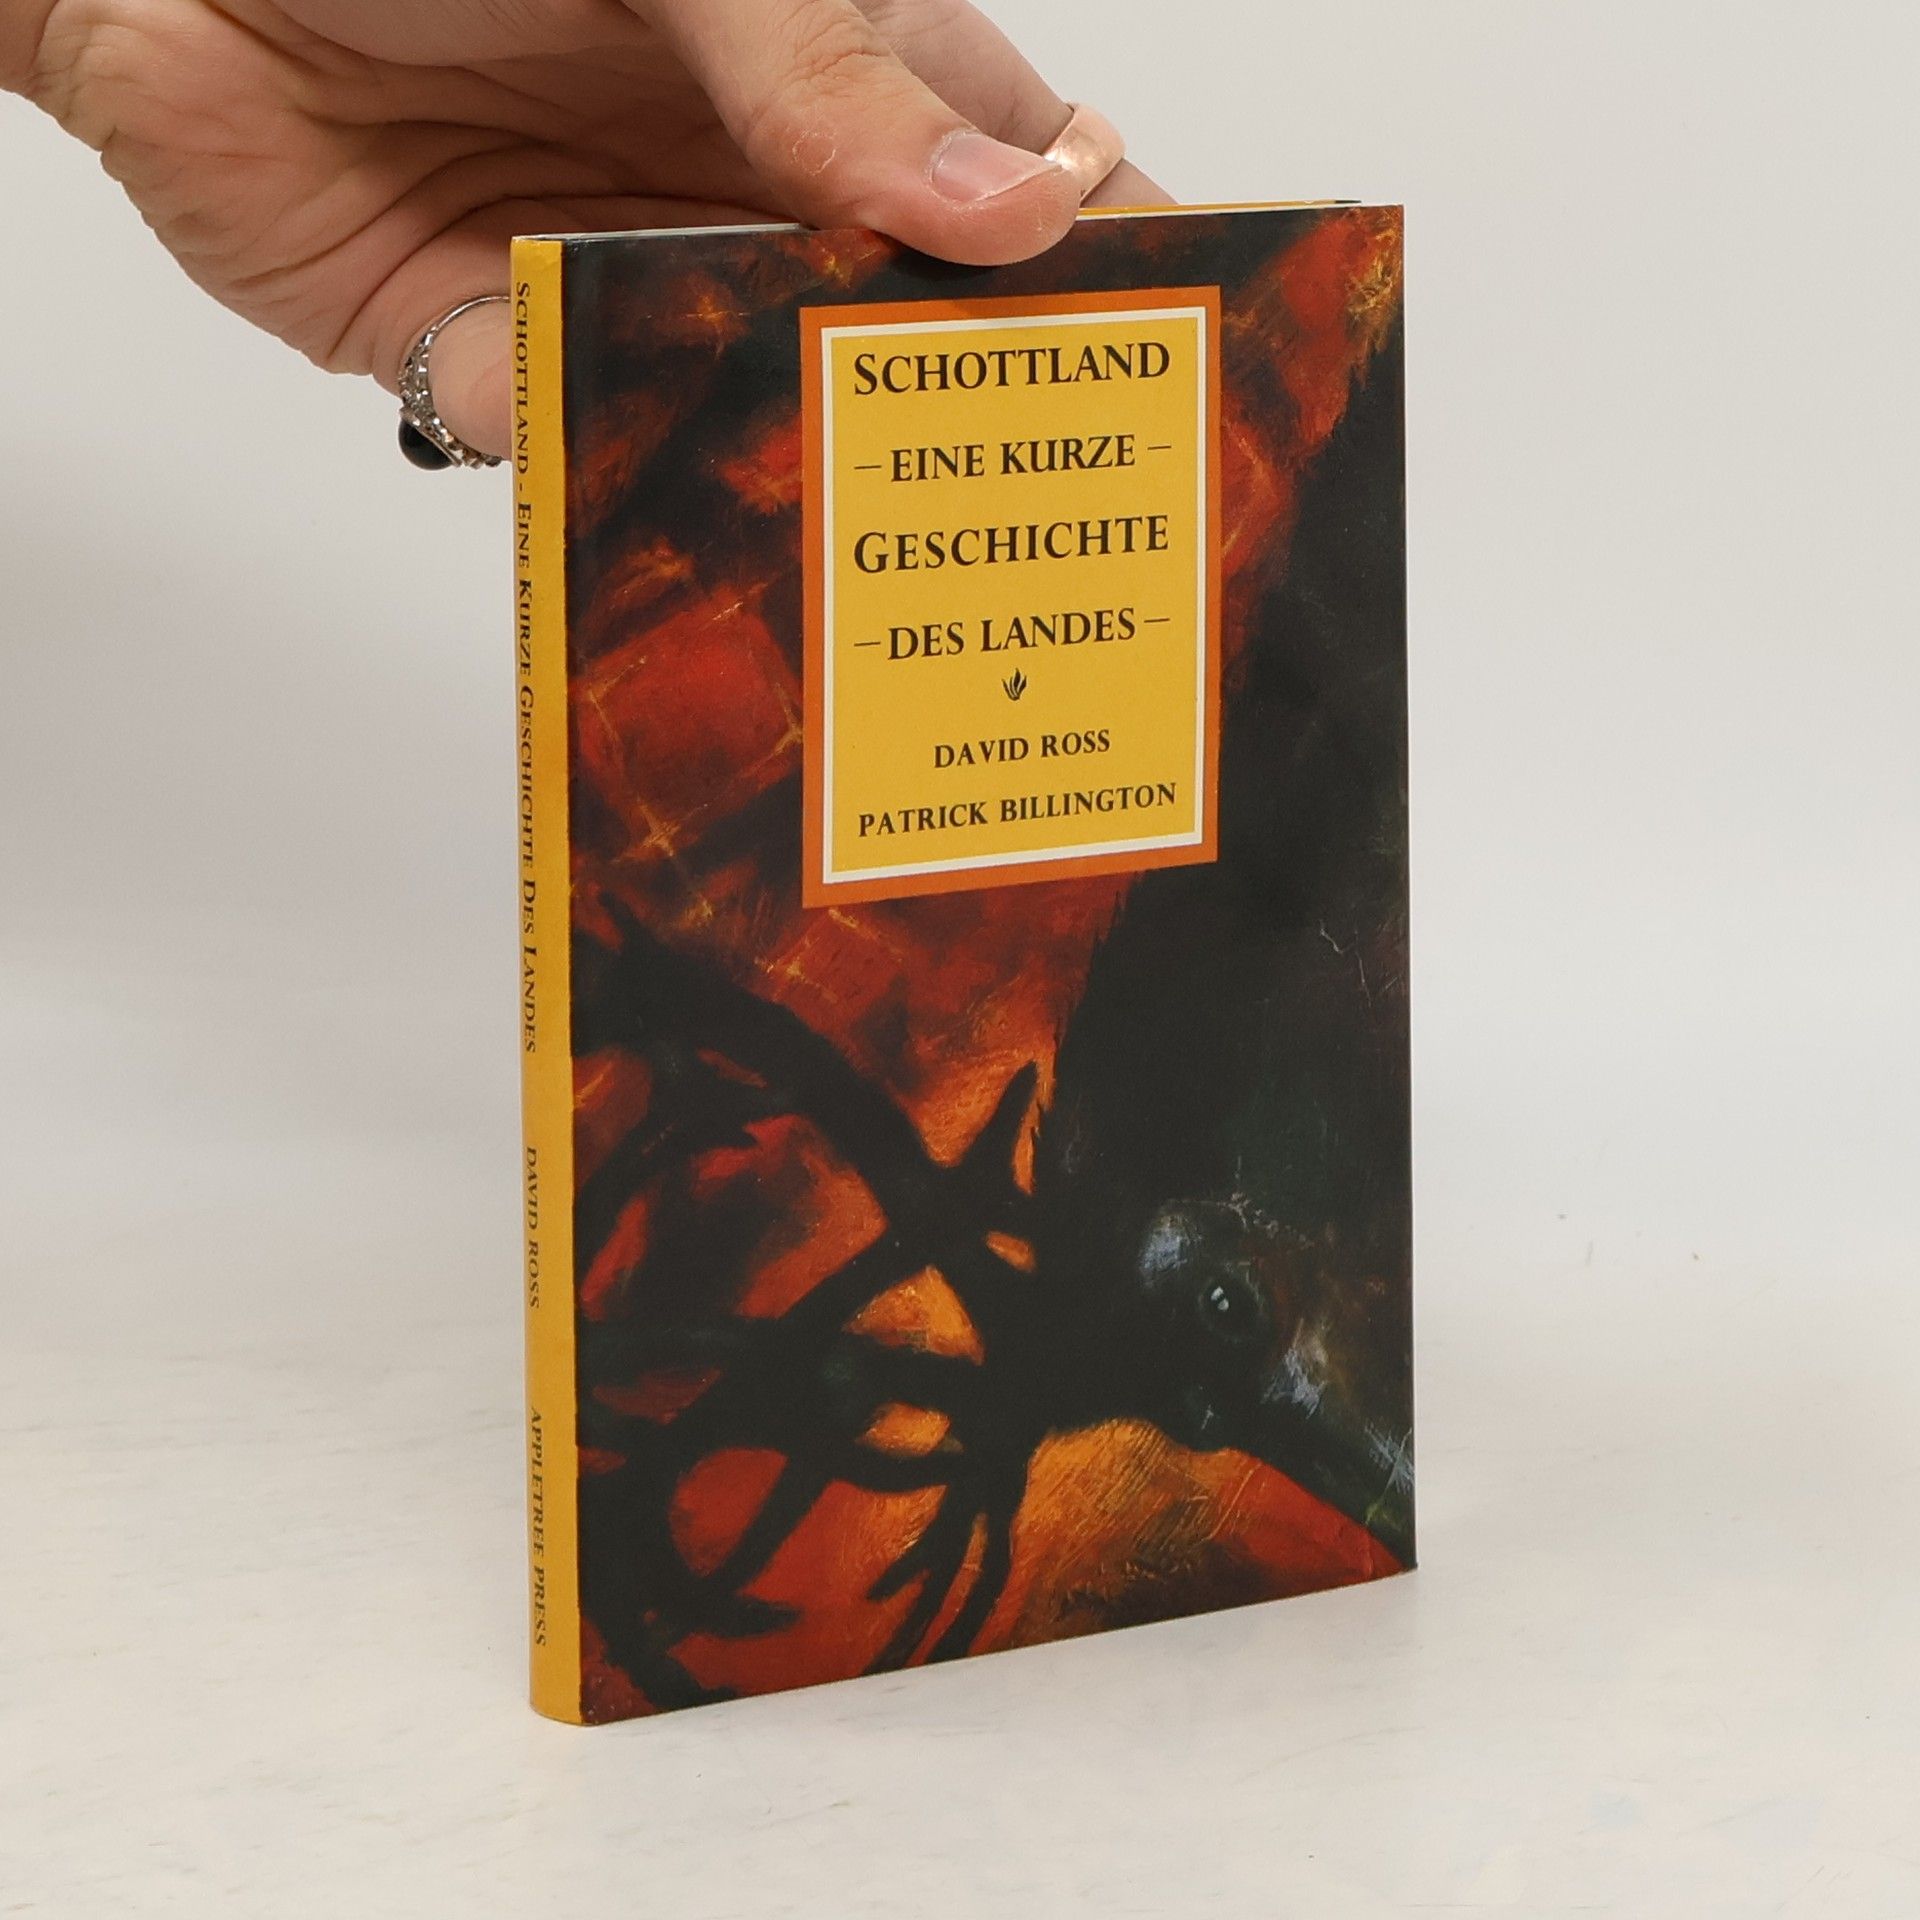 SCHOTTLAND
– EINE KURZE –
GESCHICHTE
– DES LANDES –
DAVID ROSS
PATRICK BILLINGTON
SCHOTTLAND - EINE KURZE GESCHICHTE DES LANDES DAVID ROSS APPLETREE PRESS